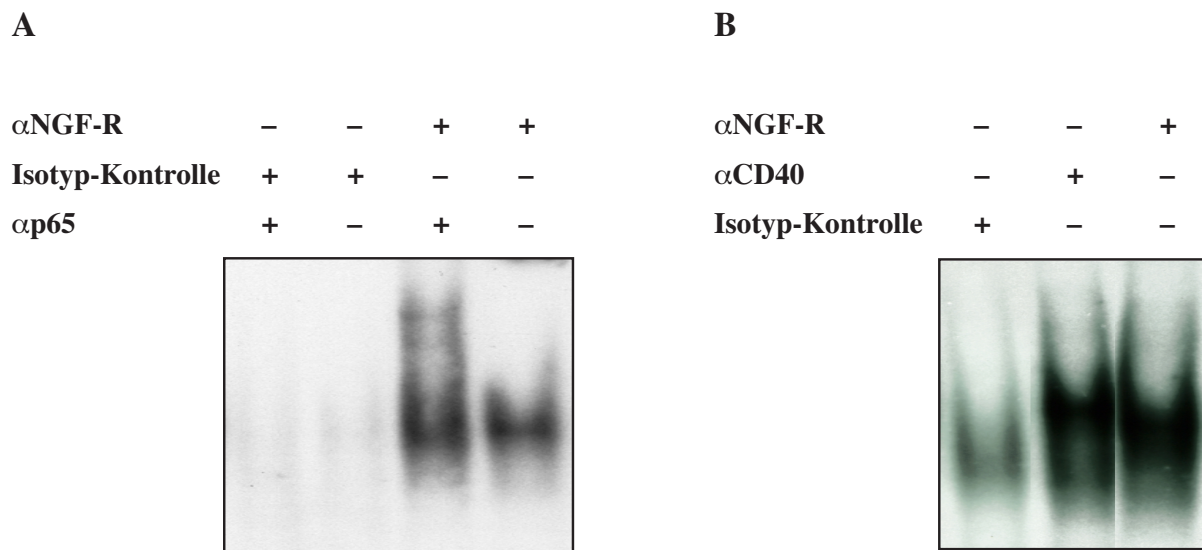 A
αNGF-R – – + +
Isotyp-Kontrolle + + – –
αp65 + – + –
B
αNGF-R – – +
αCD40 – + –
Isotyp-Kontrolle + – –